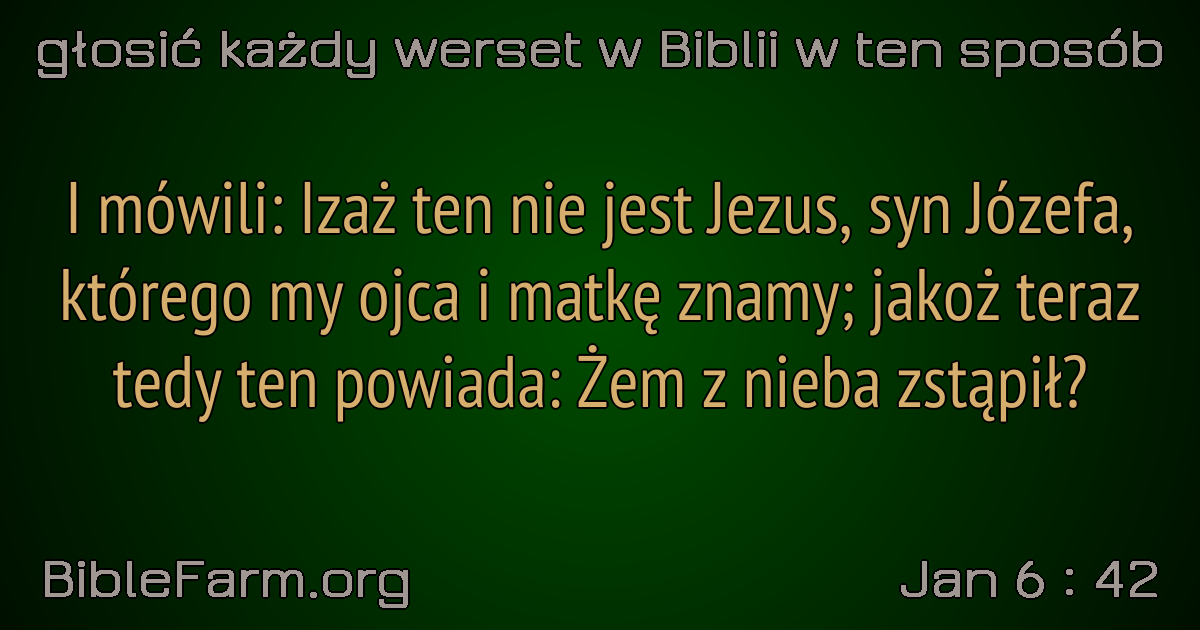 głosić każdy werset w Biblii w ten sposób
I mówili: Izaż ten nie jest Jezus, syn Józefa,
którego my ojca i matkę znamy; jakoż teraz
tedy ten powiada: Żem z nieba zstąpił?
BibleFarm.org
Jan 6 : 42